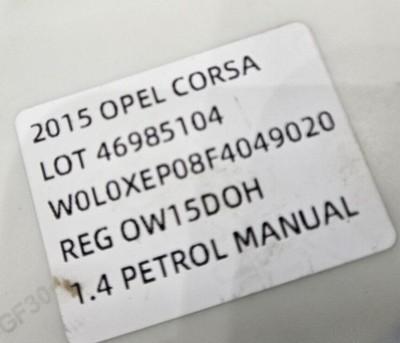 2015 OPEL CORSA
LOT 46985104
W0L0XEP08F4049020
REG OW15DOH
1.4 PETROL MANUAL